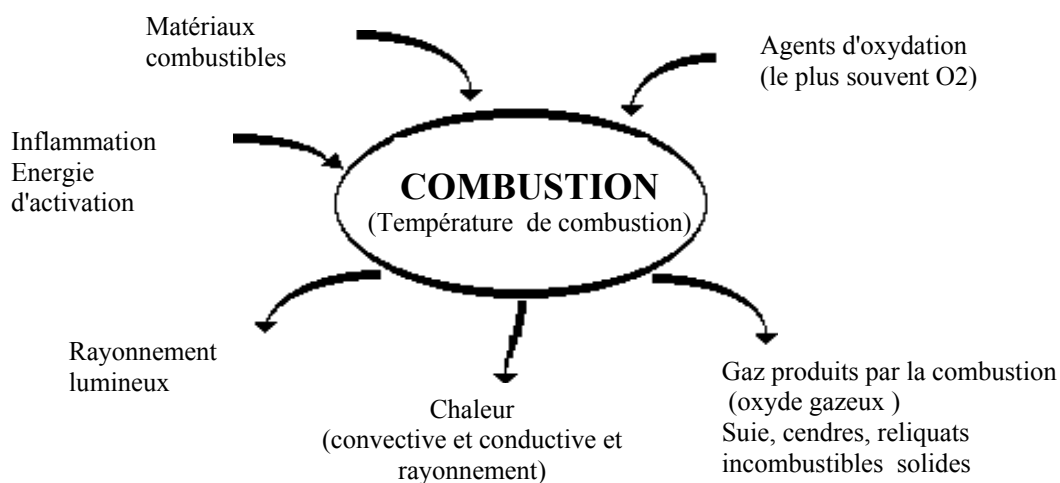 Matériaux
combustibles
Agents d'oxydation
(le plus souvent O2)
Inflammation
Energie
d'activation
COMBUSTION
(Température de combustion)
Rayonnement
lumineux
Chaleur
(convective et conductive et
rayonnement)
Gaz produits par la combustion
(oxyde gazeux )
Suie, cendres, reliquats
incombustibles solides